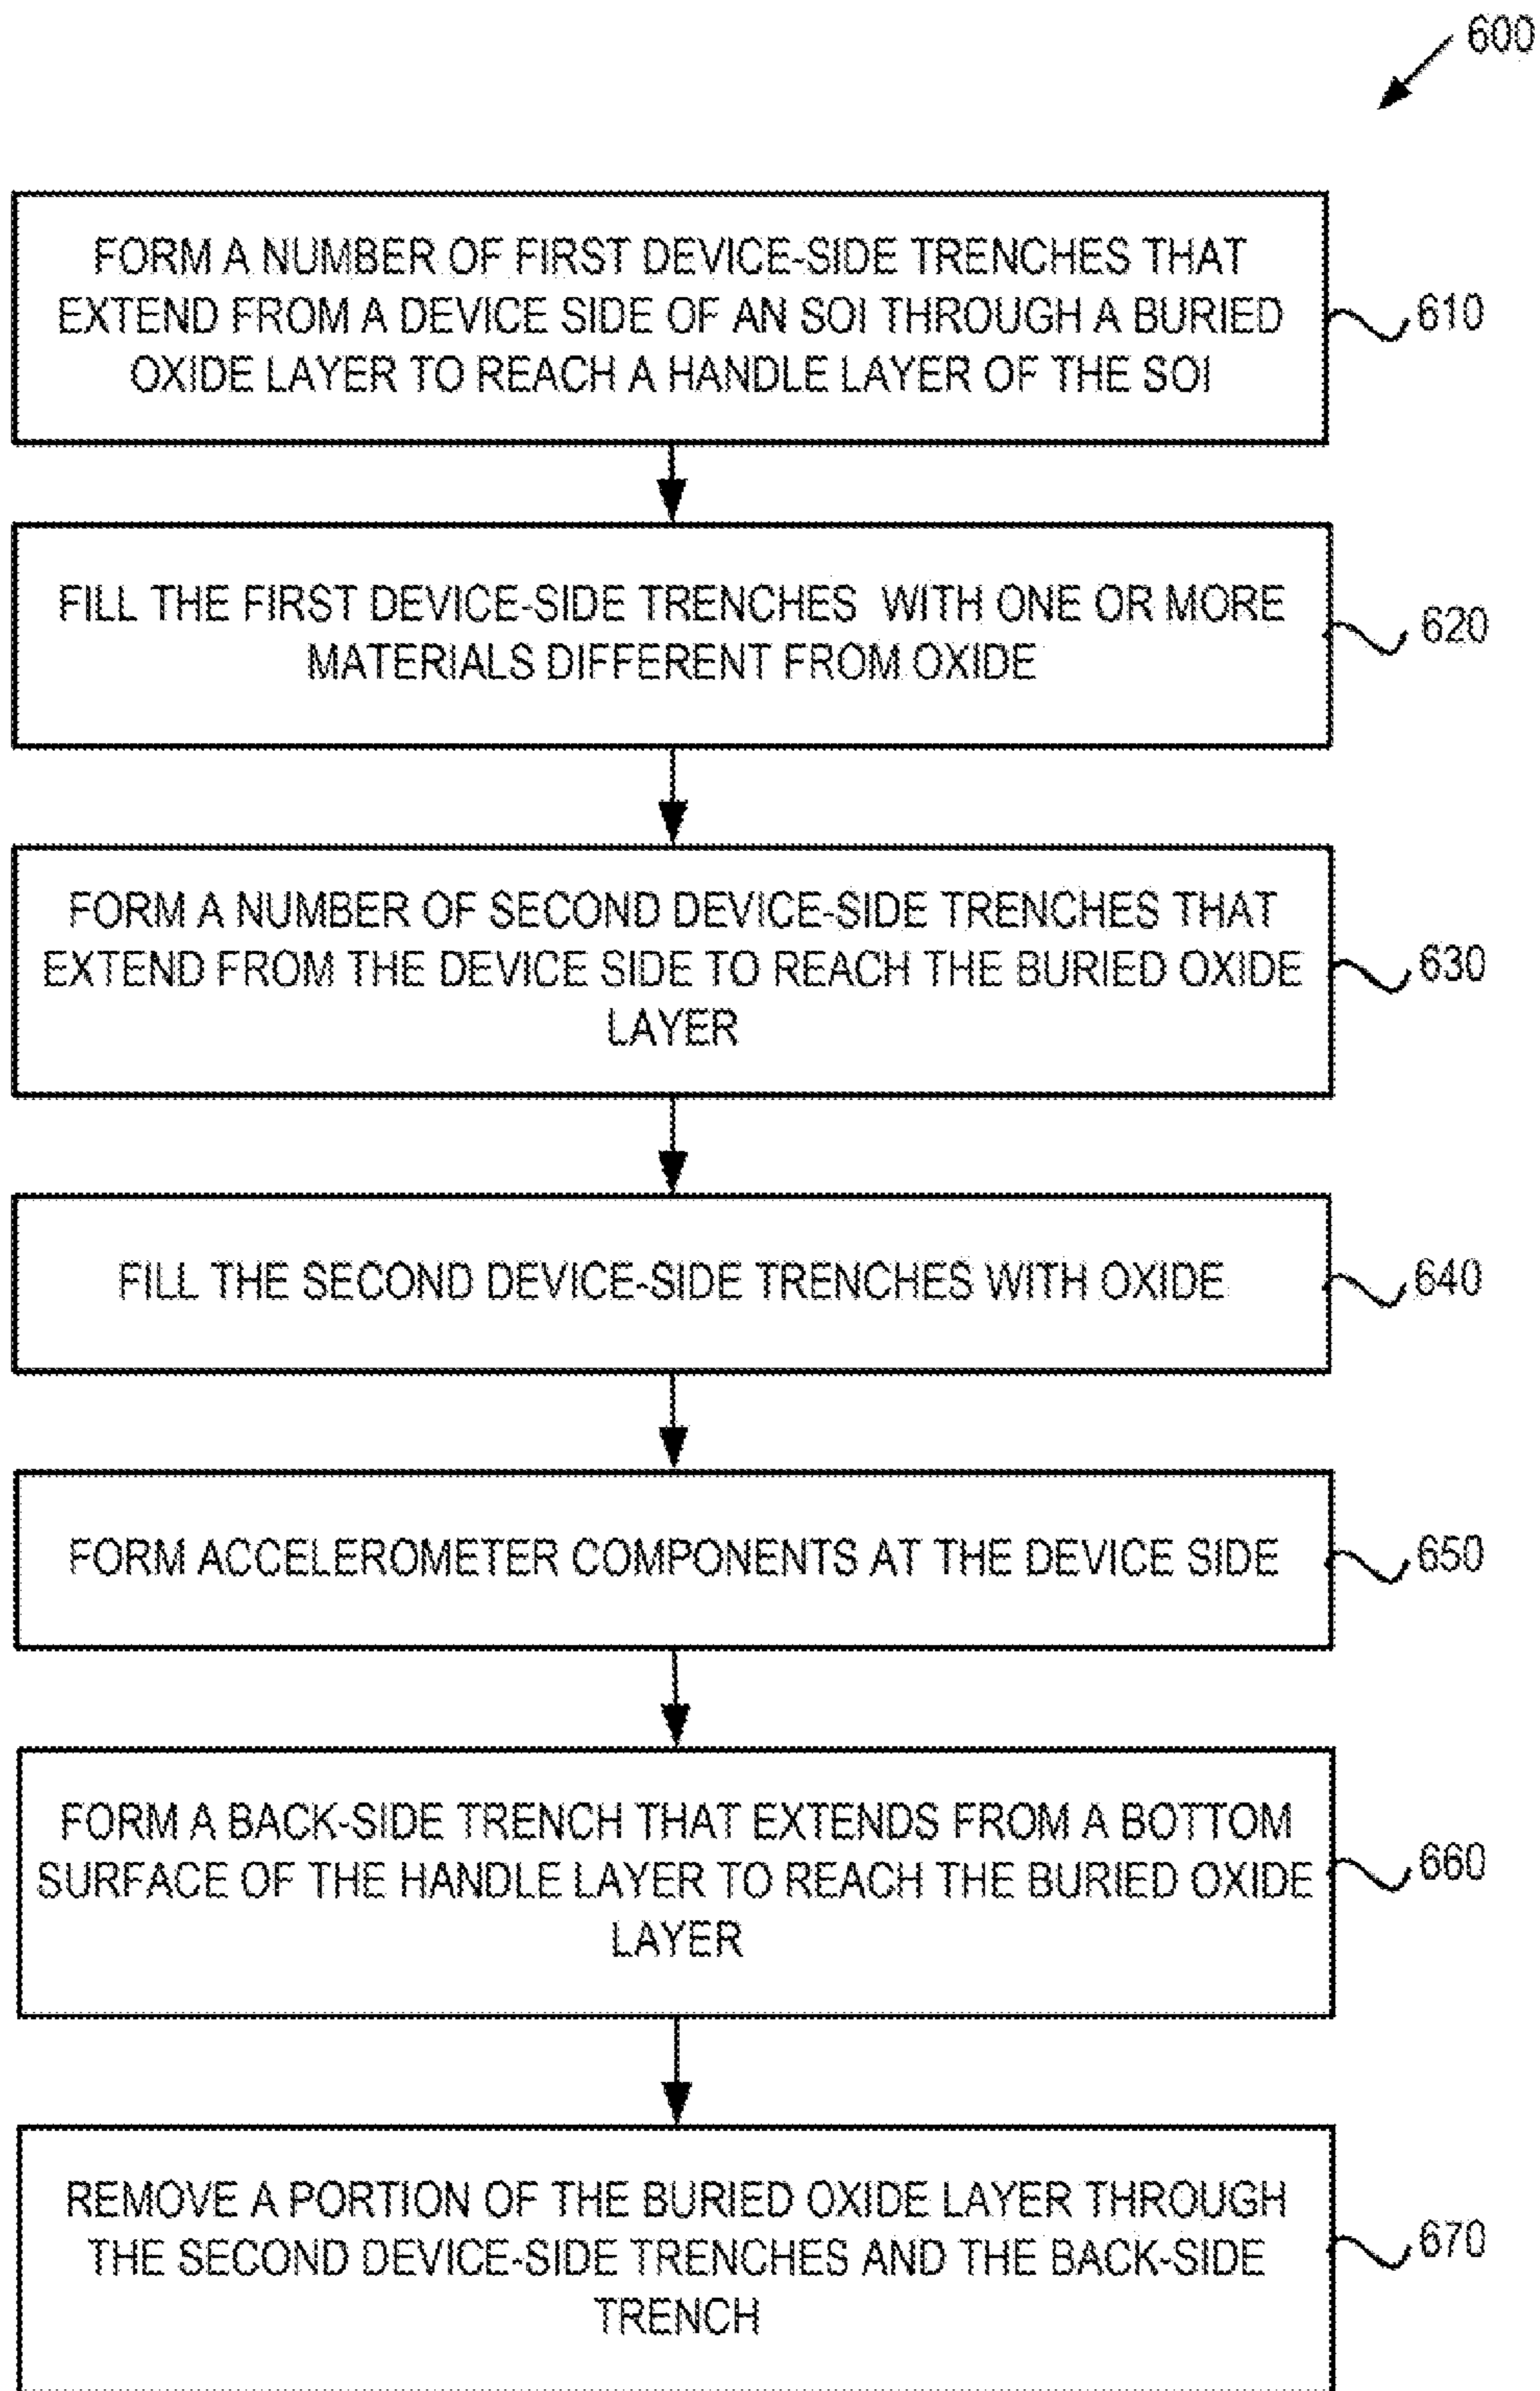 600
FORM A NUMBER OF FIRST DEVICE-SIDE TRENCHES THAT
EXTEND FROM A DEVICE SIDE OF AN SOI THROUGH A BURIED
OXIDE LAYER TO REACH A HANDLE LAYER OF THE SOI
610
FILL THE FIRST DEVICE-SIDE TRENCHES WITH ONE OR MORE
MATERIALS DIFFERENT FROM OXIDE
620
FORM A NUMBER OF SECOND DEVICE-SIDE TRENCHES THAT
EXTEND FROM THE DEVICE SIDE TO REACH THE BURIED OXIDE
LAYER
630
FILL THE SECOND DEVICE-SIDE TRENCHES WITH OXIDE
640
FORM ACCELEROMETER COMPONENTS AT THE DEVICE SIDE
650
FORM A BACK-SIDE TRENCH THAT EXTENDS FROM A BOTTOM
SURFACE OF THE HANDLE LAYER TO REACH THE BURIED OXIDE
LAYER
660
REMOVE A PORTION OF THE BURIED OXIDE LAYER THROUGH
THE SECOND DEVICE-SIDE TRENCHES AND THE BACK-SIDE
TRENCH
670